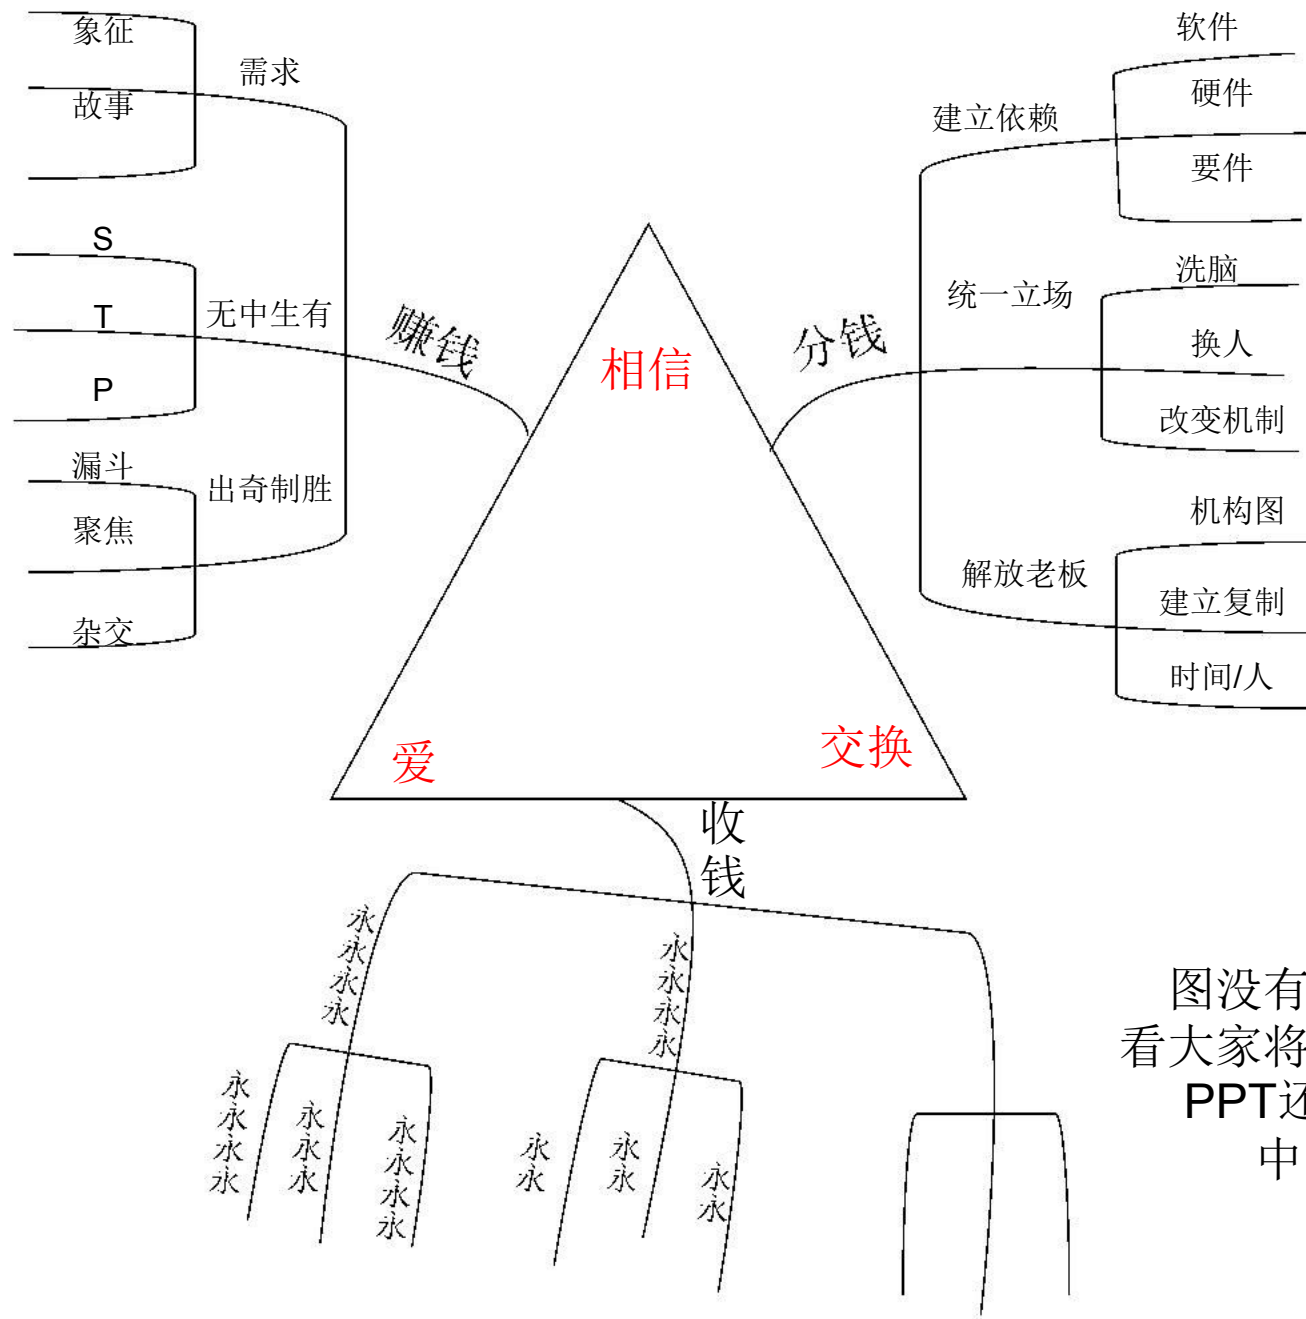 象征
故事
需求
S
T
P
无中生有
漏斗
聚焦
杂交
出奇制胜
赚钱
相信
爱
交换
分钱
建立依赖
软件
硬件
要件
统一立场
洗脑
换人
改变机制
解放老板
机构图
建立复制
时间/人
收
钱
永永永永
永永永永
永永永
永永永永
永永永永
永永
永永
永永
图没有
看大家将
PPT还
中